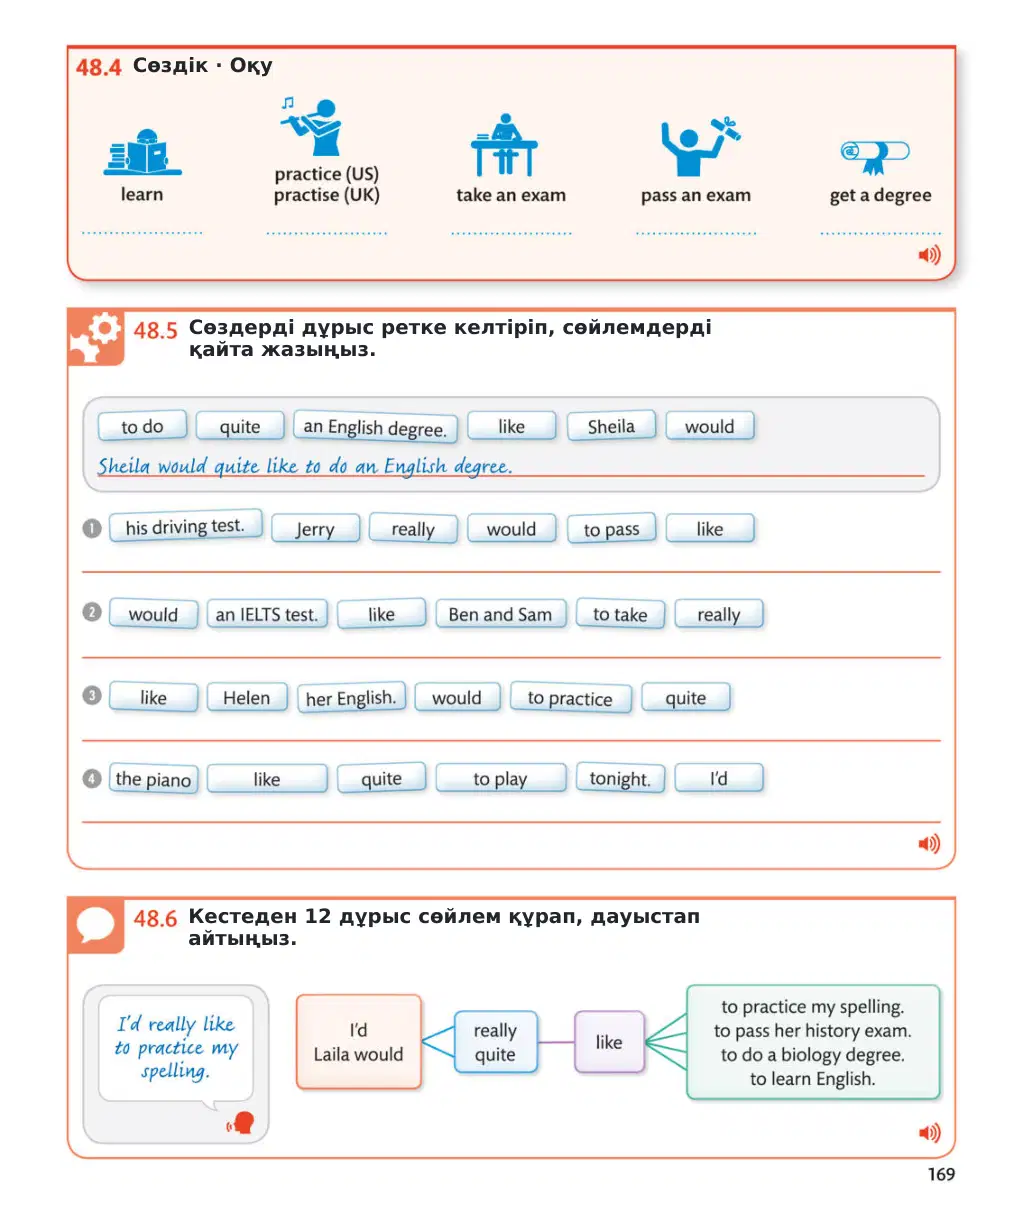 48.4 Сөздік · Оқу
learn
practice (US)
practise (UK)
take an exam
pass an exam
get a degree
48.5 Сөздерді дұрыс ретке келтіріп, сөйлемдерді
қайта жазыңыз.
to do quite an English degree. like Sheila would
Sheila would quite like to do an English degree.
1 his driving test. Jerry really would to pass like
2 would an IELTS test. like Ben and Sam to take really
3 like Helen her English. would to practice quite
4 the piano like quite to play tonight. I'd
48.6 Кестеден 12 дұрыс сөйлем құрап, дауыстап
айтыңыз.
I'd really like
to practice my
spelling.
I'd
Laila would
really
quite
like
to practice my spelling.
to pass her history exam.
to do a biology degree.
to learn English.
169